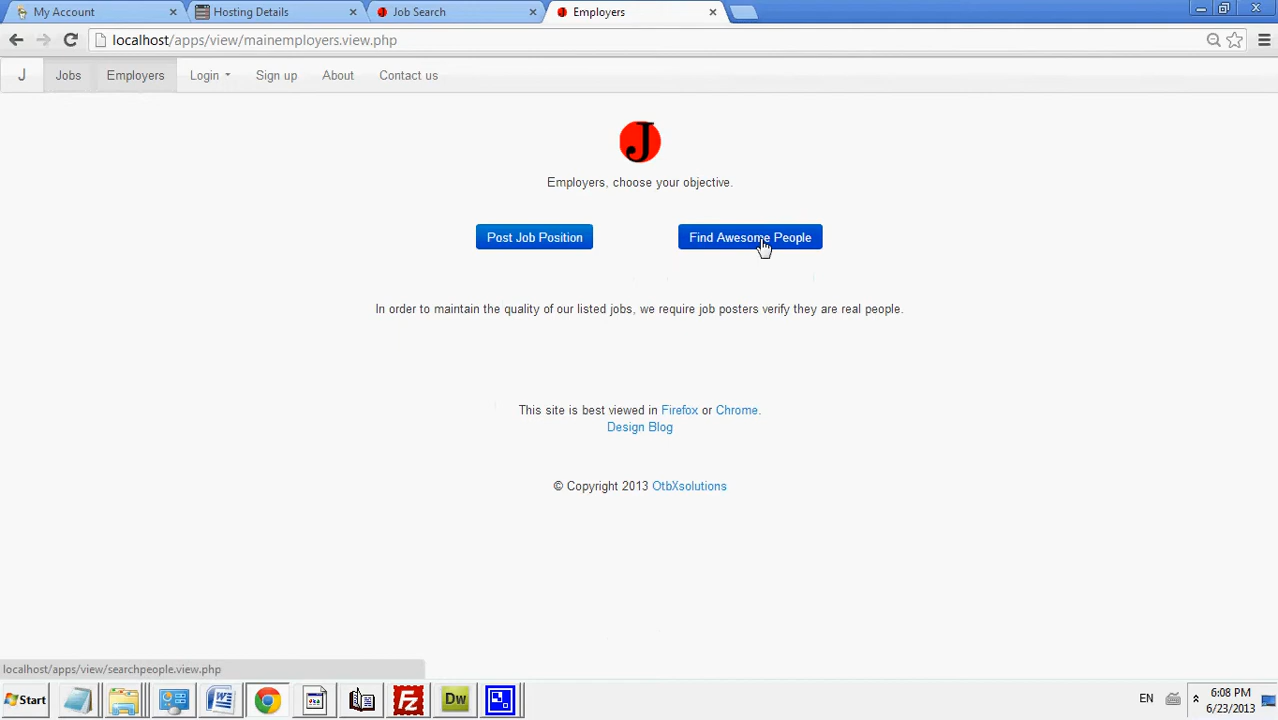 My Account
Hosting Details
Job Search
Employers
localhost/apps/view/mainemployers.view.php
J
Jobs
Employers
Login
Sign up
About
Contact us
J
Employers, choose your objective.
Post Job Position
Find Awesome People
In order to maintain the quality of our listed jobs, we require job posters verify they are real people.
This site is best viewed in Firefox or Chrome.
Design Blog
© Copyright 2013 OtbXsolutions
localhost/apps/view/searchpeople.view.php
Start
W
Fz
Dw
EN
6:08 PM
6/23/2013